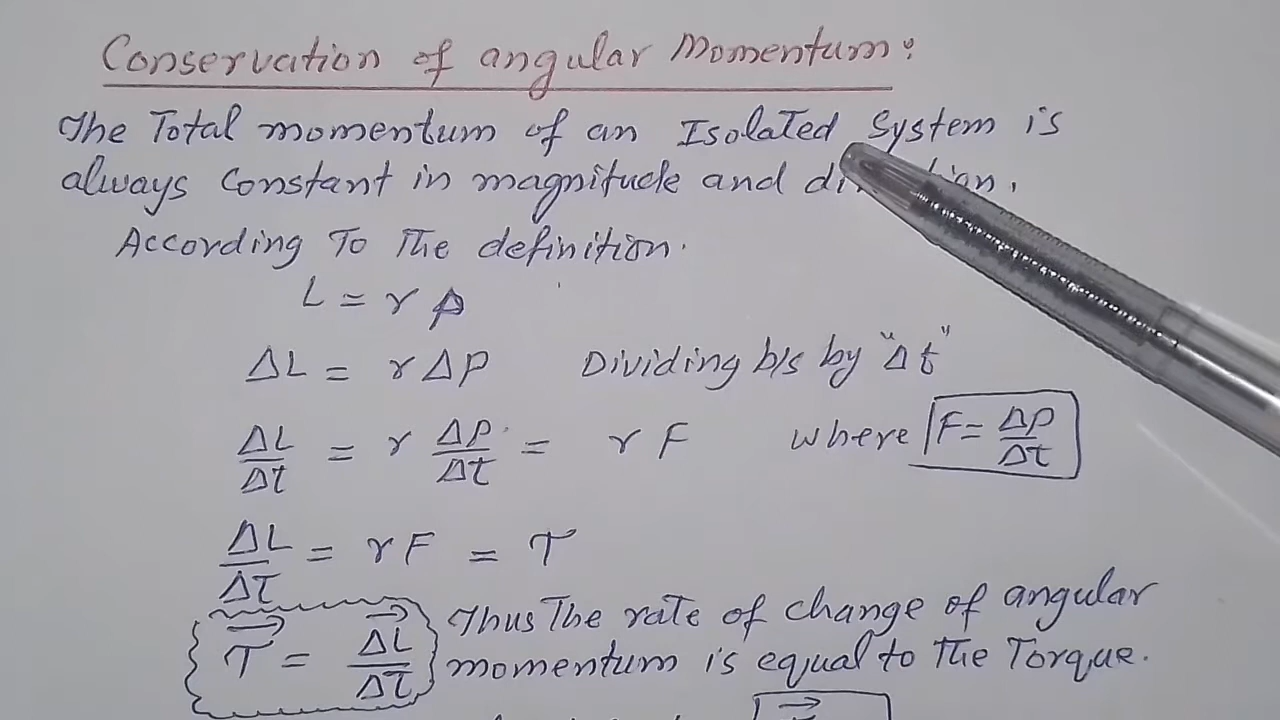 Conservation of angular Momentum:
The Total momentum of an Isolated System is
always Constant in magnitude and
According To The definition.
L = r p
ΔL = r Δp Dividing b/s by "Δt"
ΔL/Δt = r Δp/Δt = r F where F = Δp/Δt
ΔL/Δt = r F = τ
τ⃗ = ΔL⃗/Δt Thus The rate of change of angular
momentum is equal to The Torque.